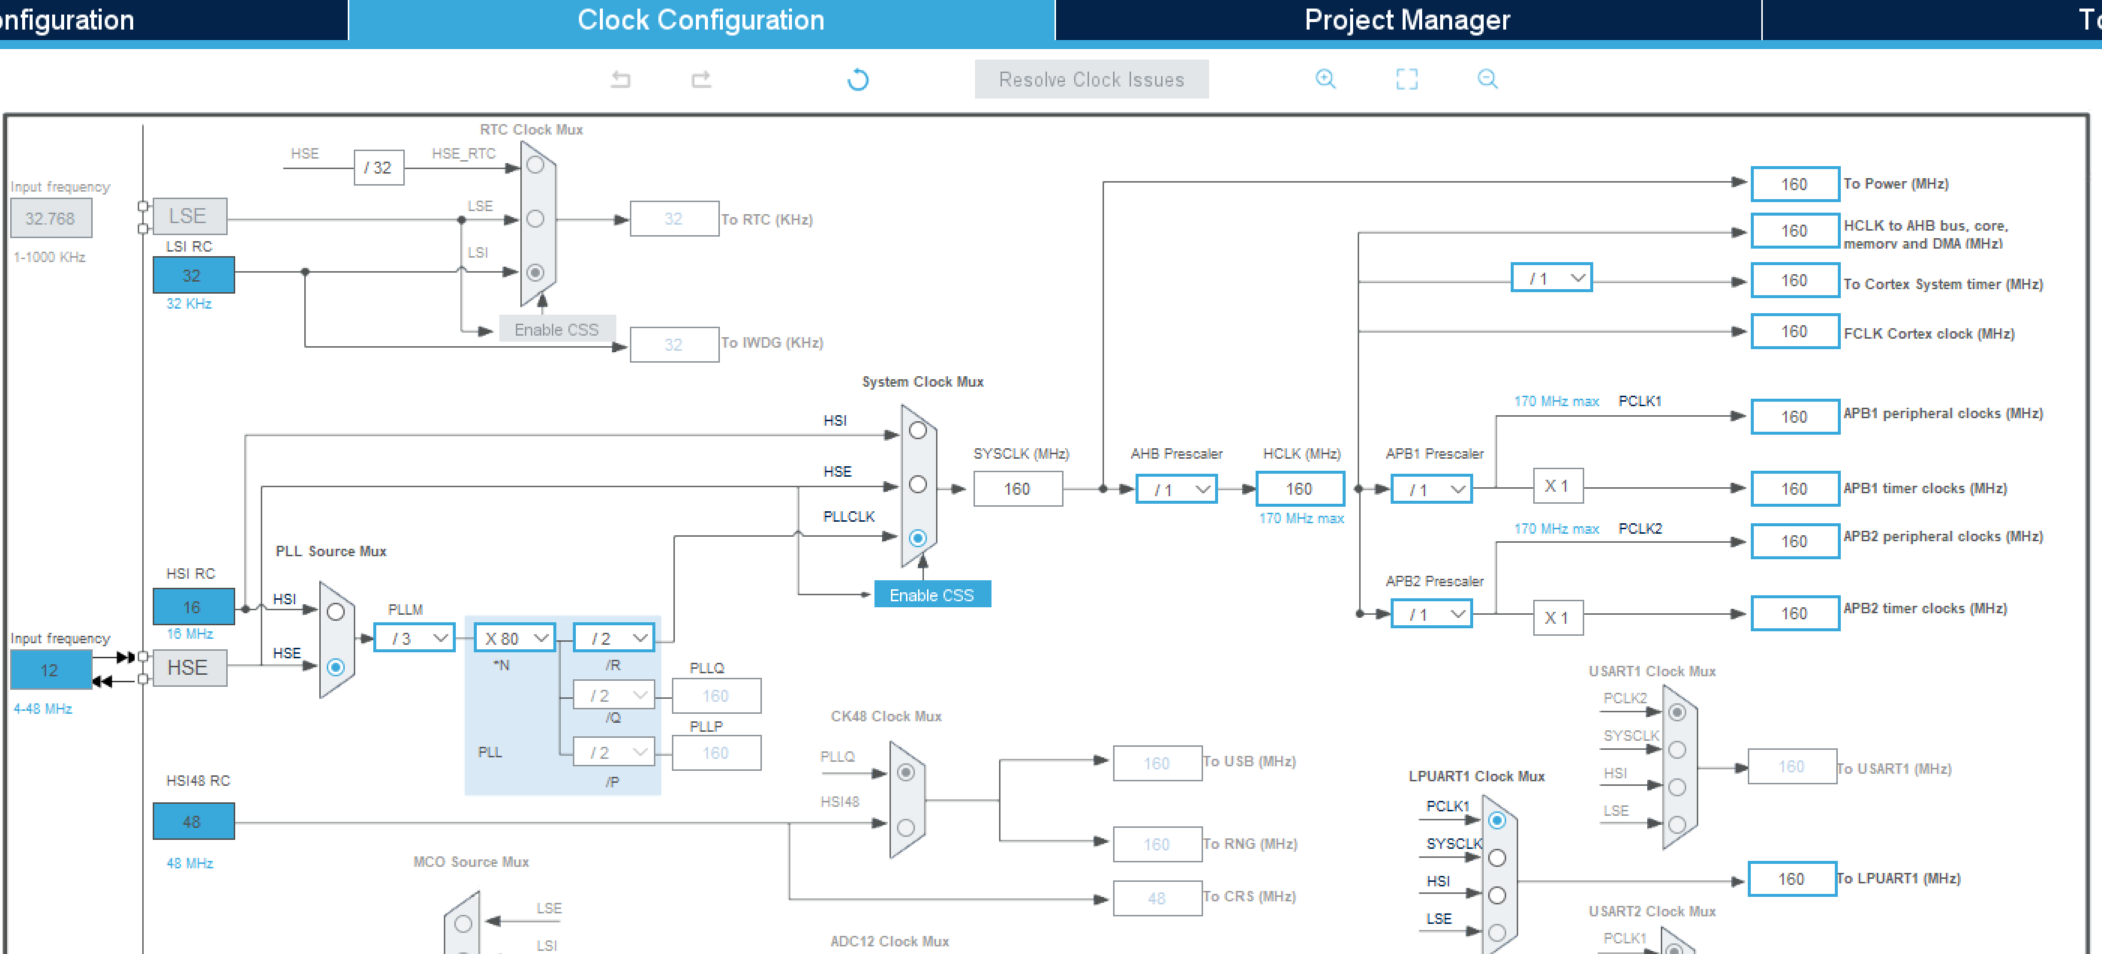 onfiguration
Clock Configuration
Project Manager
To
Resolve Clock Issues
RTC Clock Mux
HSE
/ 32
HSE_RTC
Input frequency
32.768
1-1000 KHz
LSE
LSE
32
To RTC (KHz)
LSI RC
32
32 KHz
LSI
Enable CSS
32
To IWDG (KHz)
160
To Power (MHz)
160
HCLK to AHB bus, core,
memory and DMA (MHz)
/ 1
160
To Cortex System timer (MHz)
160
FCLK Cortex clock (MHz)
System Clock Mux
HSI
HSE
PLLCLK
SYSCLK (MHz)
160
AHB Prescaler
/ 1
HCLK (MHz)
160
170 MHz max
APB1 Prescaler
/ 1
170 MHz max
PCLK1
160
APB1 peripheral clocks (MHz)
X 1
160
APB1 timer clocks (MHz)
170 MHz max
PCLK2
160
APB2 peripheral clocks (MHz)
APB2 Prescaler
/ 1
X 1
160
APB2 timer clocks (MHz)
Enable CSS
PLL Source Mux
HSI RC
16
16 MHz
HSI
Input frequency
12
4-48 MHz
HSE
HSE
PLLM
/ 3
X 80
*N
/ 2
/R
/ 2
/Q
/ 2
/P
PLL
PLLQ
160
PLLP
160
HSI48 RC
48
48 MHz
CK48 Clock Mux
PLLQ
HSI48
160
To USB (MHz)
160
To RNG (MHz)
48
To CRS (MHz)
MCO Source Mux
LSE
LSI
ADC12 Clock Mux
USART1 Clock Mux
PCLK2
SYSCLK
HSI
LSE
160
To USART1 (MHz)
LPUART1 Clock Mux
PCLK1
SYSCLK
HSI
LSE
160
To LPUART1 (MHz)
USART2 Clock Mux
PCLK1